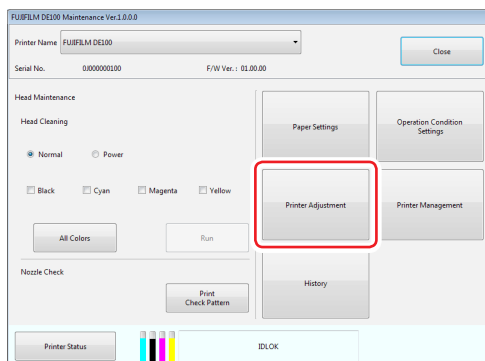 FUJIFILM DE100 Maintenance Ver.1.0.0.0
Printer Name FUJIFILM DE100
Close
Serial No. 0J000000100 F/W Ver. : 01.00.00
Head Maintenance
Head Cleaning
Normal Power
Black Cyan Magenta Yellow
All Colors Run
Nozzle Check
Print
Check Pattern
Paper Settings
Operation Condition
Settings
Printer Adjustment
Printer Management
History
Printer Status
IDLOK